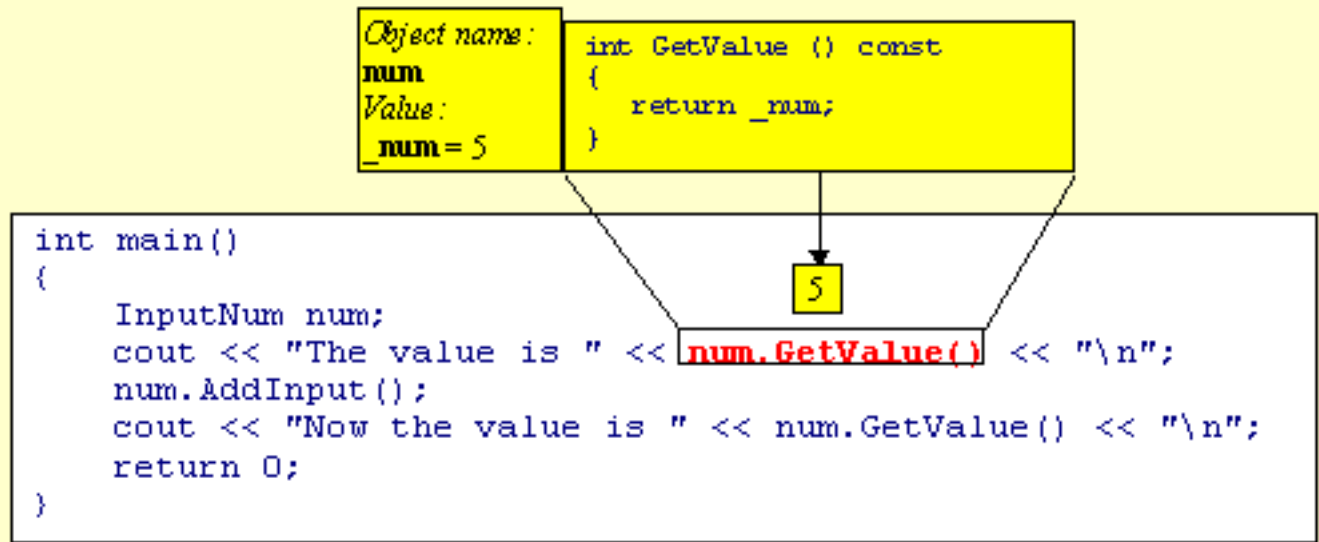 Object name:
num
Value:
_num = 5
int GetValue () const
{
return _num;
}
5
int main()
{
InputNum num;
cout << "The value is " << num.GetValue() << "\n";
num.AddInput();
cout << "Now the value is " << num.GetValue() << "\n";
return 0;
}